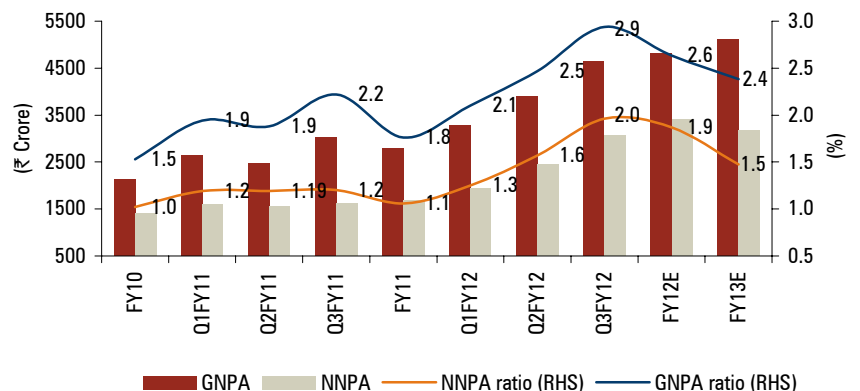 5500
4500
3500
2500
1500
500
(₹ Crore)
3.0
2.5
2.0
1.5
1.0
0.5
(%)
1.5
1.9
1.9
2.2
1.8
2.1
2.5
2.9
2.6
2.4
1.0
1.2
1.19
1.2
1.1
1.3
1.6
2.0
1.9
1.5
FY10
Q1FY11
Q2FY11
Q3FY11
FY11
Q1FY12
Q2FY12
Q3FY12
FY12E
FY13E
GNPA NNPA NNPA ratio (RHS) GNPA ratio (RHS)